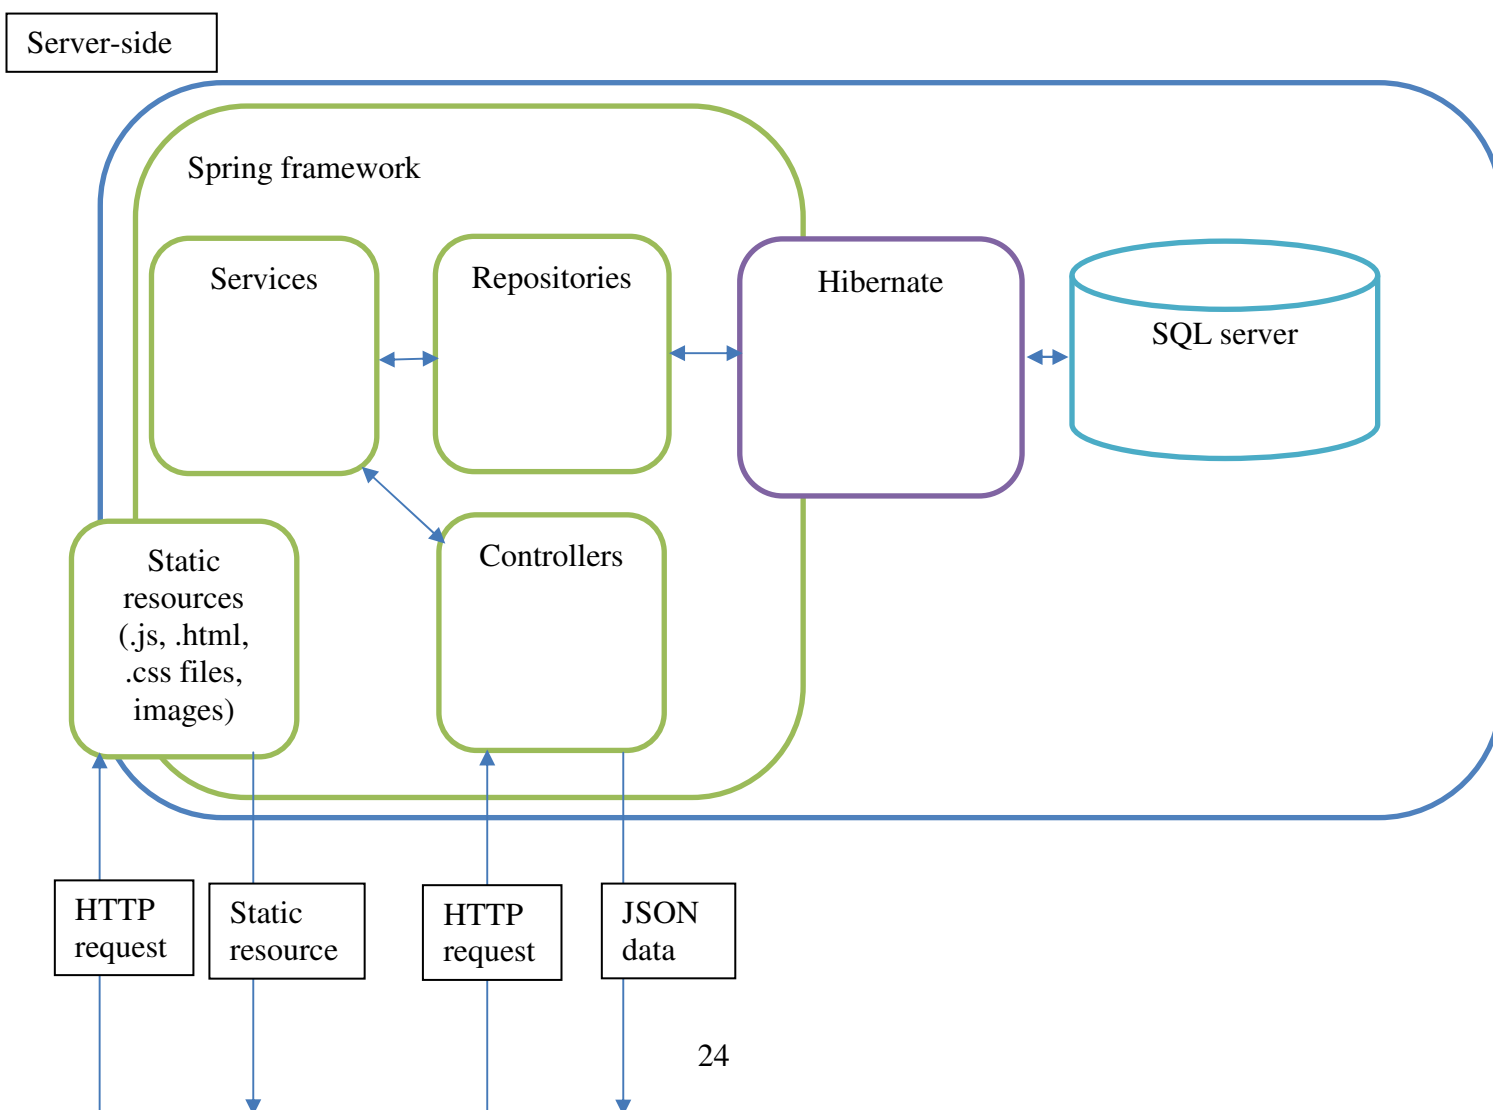 Server-side
Spring framework
Services
Repositories
Hibernate
SQL server
Static
resources
(.js, .html,
.css files,
images)
Controllers
HTTP
request
Static
resource
HTTP
request
JSON
data
24